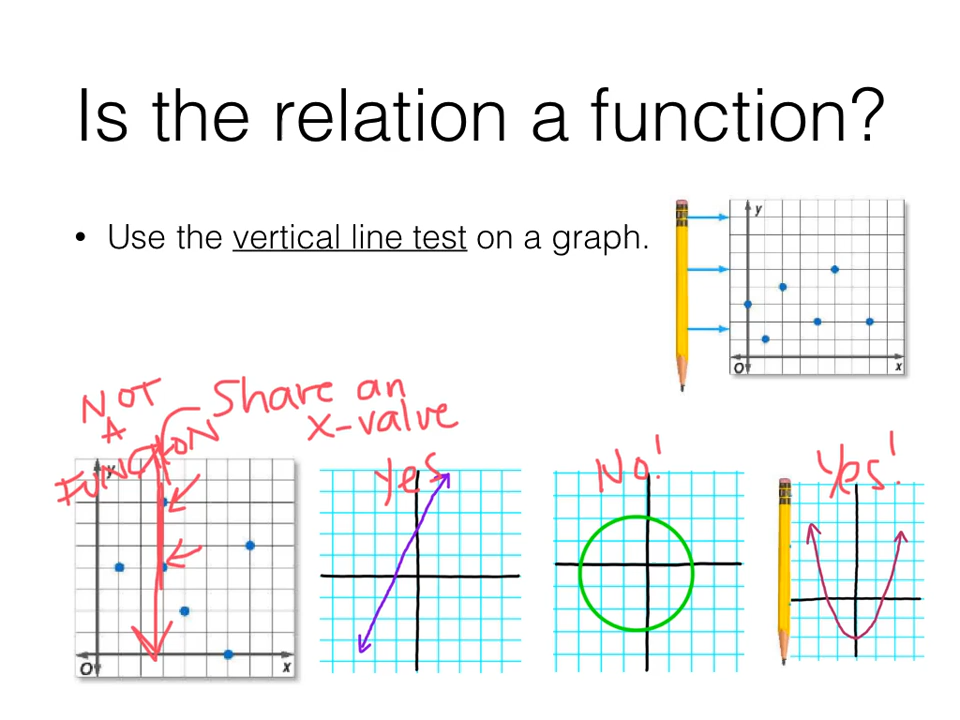 Is the relation a function?
• Use the vertical line test on a graph.
y
O
x
NOT
A
FUNCTION
Share an
x-value
y
O
x
Yes
No!
Yes!